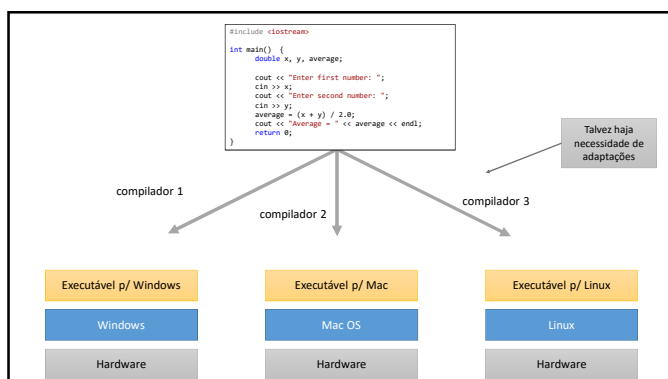 #include <iostream>
int main()  {
double x, y, average;
cout << "Enter first number: ";
cin >> x;
cout << "Enter second number: ";
cin >> y;
average = (x + y) / 2.0;
cout << "Average = " << average << endl;
return 0;
}
Talvez haja
necessidade de
adaptações
compilador 1
compilador 2
compilador 3
Executável p/ Windows
Executável p/ Mac
Executável p/ Linux
Windows
Mac OS
Linux
Hardware
Hardware
Hardware